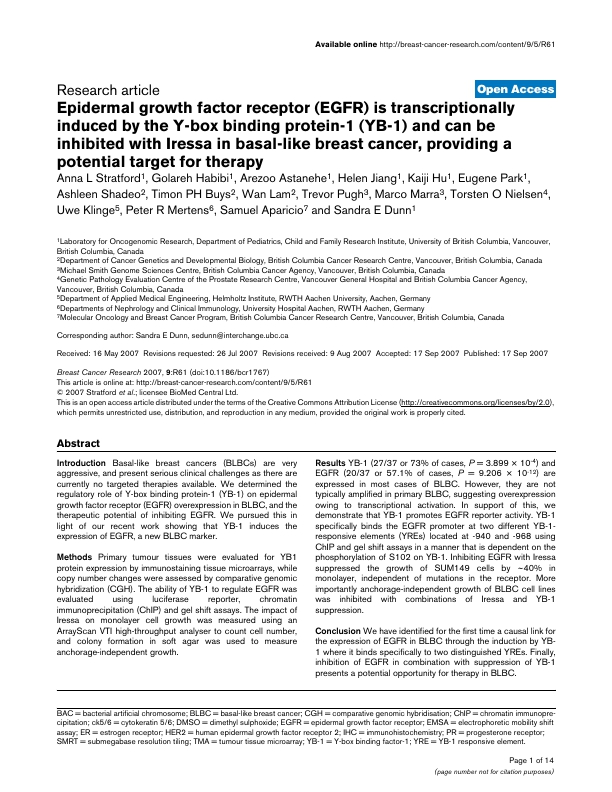 Available online http://breast-cancer-research.com/content/9/5/R61
Research article
Open Access
Epidermal growth factor receptor (EGFR) is transcriptionally
induced by the Y-box binding protein-1 (YB-1) and can be
inhibited with Iressa in basal-like breast cancer, providing a
potential target for therapy
Anna L Stratford1, Golareh Habibi1, Arezoo Astanehe1, Helen Jiang1, Kaiji Hu1, Eugene Park1,
Ashleen Shadeo2, Timon PH Buys2, Wan Lam2, Trevor Pugh3, Marco Marra3, Torsten O Nielsen4,
Uwe Klinge5, Peter R Mertens6, Samuel Aparicio7 and Sandra E Dunn1
1Laboratory for Oncogenomic Research, Department of Pediatrics, Child and Family Research Institute, University of British Columbia, Vancouver,
British Columbia, Canada
2Department of Cancer Genetics and Developmental Biology, British Columbia Cancer Research Centre, Vancouver, British Columbia, Canada
3Michael Smith Genome Sciences Centre, British Columbia Cancer Agency, Vancouver, British Columbia, Canada
4Genetic Pathology Evaluation Centre of the Prostate Research Centre, Vancouver General Hospital and British Columbia Cancer Agency,
Vancouver, British Columbia, Canada
5Department of Applied Medical Engineering, Helmholtz Institute, RWTH Aachen University, Aachen, Germany
6Departments of Nephrology and Clinical Immunology, University Hospital Aachen, RWTH Aachen, Germany
7Molecular Oncology and Breast Cancer Program, British Columbia Cancer Research Centre, Vancouver, British Columbia, Canada
Corresponding author: Sandra E Dunn, sedunn@interchange.ubc.ca
Received: 16 May 2007 Revisions requested: 26 Jul 2007 Revisions received: 9 Aug 2007 Accepted: 17 Sep 2007 Published: 17 Sep 2007
Breast Cancer Research 2007, 9:R61 (doi:10.1186/bcr1767)
This article is online at: http://breast-cancer-research.com/content/9/5/R61
© 2007 Stratford et al.; licensee BioMed Central Ltd.
This is an open access article distributed under the terms of the Creative Commons Attribution License (http://creativecommons.org/licenses/by/2.0),
which permits unrestricted use, distribution, and reproduction in any medium, provided the original work is properly cited.
Abstract
Introduction Basal-like breast cancers (BLBCs) are very
aggressive, and present serious clinical challenges as there are
currently no targeted therapies available. We determined the
regulatory role of Y-box binding protein-1 (YB-1) on epidermal
growth factor receptor (EGFR) overexpression in BLBC, and the
therapeutic potential of inhibiting EGFR. We pursued this in
light of our recent work showing that YB-1 induces the
expression of EGFR, a new BLBC marker.
Methods Primary tumour tissues were evaluated for YB1
protein expression by immunostaining tissue microarrays, while
copy number changes were assessed by comparative genomic
hybridization (CGH). The ability of YB-1 to regulate EGFR was
evaluated using luciferase reporter, chromatin
immunoprecipitation (ChIP) and gel shift assays. The impact of
Iressa on monolayer cell growth was measured using an
ArrayScan VTI high-throughput analyser to count cell number,
and colony formation in soft agar was used to measure
anchorage-independent growth.
Results YB-1 (27/37 or 73% of cases, P = 3.899 × 10-4) and
EGFR (20/37 or 57.1% of cases, P = 9.206 × 10-12) are
expressed in most cases of BLBC. However, they are not
typically amplified in primary BLBC, suggesting overexpression
owing to transcriptional activation. In support of this, we
demonstrate that YB-1 promotes EGFR reporter activity. YB-1
specifically binds the EGFR promoter at two different YB-1-
responsive elements (YREs) located at -940 and -968 using
ChIP and gel shift assays in a manner that is dependent on the
phosphorylation of S102 on YB-1. Inhibiting EGFR with Iressa
suppressed the growth of SUM149 cells by ~40% in
monolayer, independent of mutations in the receptor. More
importantly anchorage-independent growth of BLBC cell lines
was inhibited with combinations of Iressa and YB-1
suppression.
Conclusion We have identified for the first time a causal link for the
expression of EGFR in BLBC through the induction by YB-
1 where it binds specifically to two distinguished YREs. Finally,
inhibition of EGFR in combination with suppression of YB-1
presents a potential opportunity for therapy in BLBC.
BAC = bacterial artificial chromosome; BLBC = basal-like breast cancer; CGH = comparative genomic hybridisation; ChIP = chromatin immunopre-
cipitation; ck5/6 = cytokeratin 5/6; DMSO = dimethyl sulphoxide; EGFR = epidermal growth factor receptor; EMSA = electrophoretic mobility shift
assay; ER = estrogen receptor; HER2 = human epidermal growth factor receptor 2; IHC = immunohistochemistry; PR = progesterone receptor;
SMRT = submegabase resolution tiling; TMA = tumour tissue microarray; YB-1 = Y-box binding factor-1; YRE = YB-1 responsive element.
Page 1 of 14
(page number not for citation purposes)